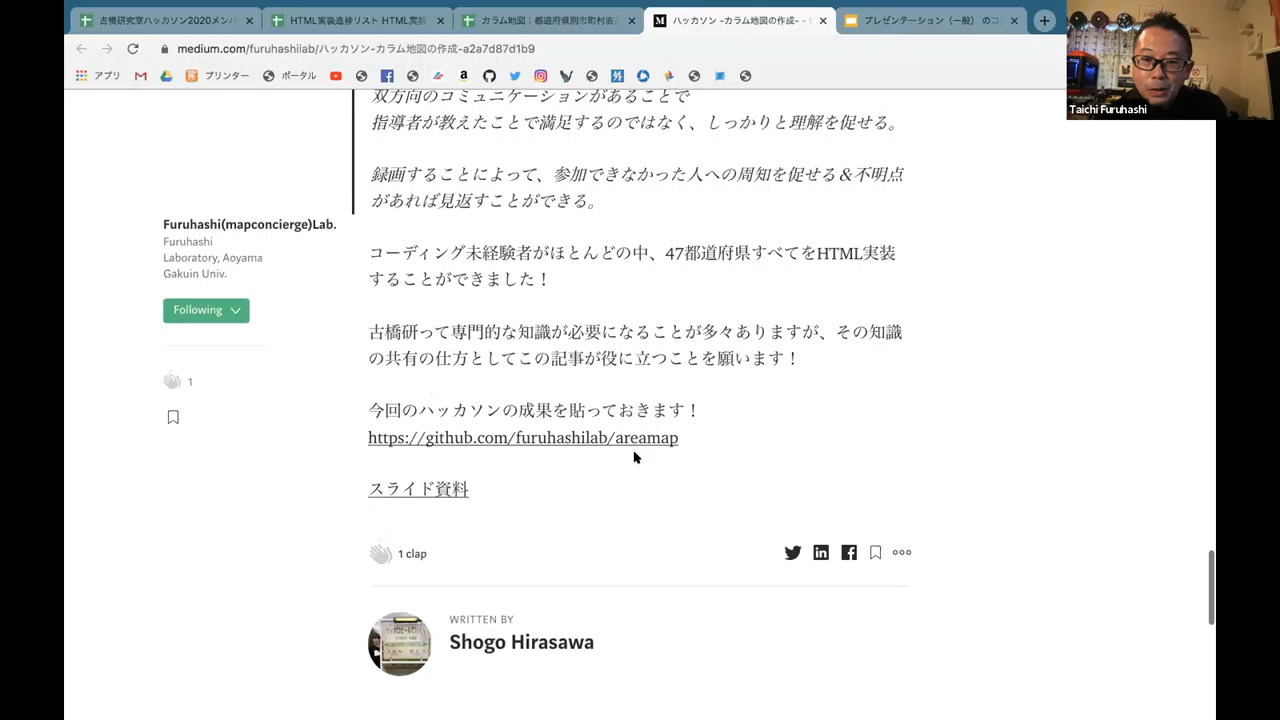 古橋研究室ハッカソン2020メンバ
HTML実装進捗リスト HTML実装
カラム地図：都道府県別市町村表
ハッカソン -カラム地図の作成- -
プレゼンテーション（一般） のコ
medium.com/furuhashilab/ハッカソン-カラム地図の作成-a2a7d87d1b9
アプリ
プリンター
ポータル
Taichi Furuhashi
双方向のコミュニケーションがあることで
指導者が教えたことで満足するのではなく、しっかりと理解を促せる。
録画することによって、参加できなかった人への周知を促せる＆不明点
があれば見返すことができる。
Furuhashi(mapconcierge)Lab.
Furuhashi
Laboratory, Aoyama
Gakuin Univ.
Following
1
コーディング未経験者がほとんどの中、47都道府県すべてをHTML実装
することができました！
古橋研って専門的な知識が必要になることが多々ありますが、その知識
の共有の仕方としてこの記事が役に立つことを願います！
今回のハッカソンの成果を貼っておきます！
https://github.com/furuhashilab/areamap
スライド資料
1 clap
WRITTEN BY
Shogo Hirasawa